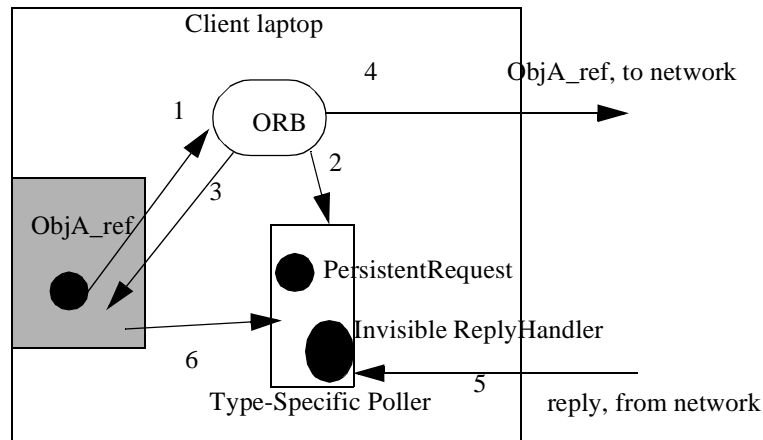 Client laptop
4
ObjA_ref, to network
1
ORB
2
3
ObjA_ref
PersistentRequest
Invisible ReplyHandler
6
5
Type-Specific Poller
reply, from network